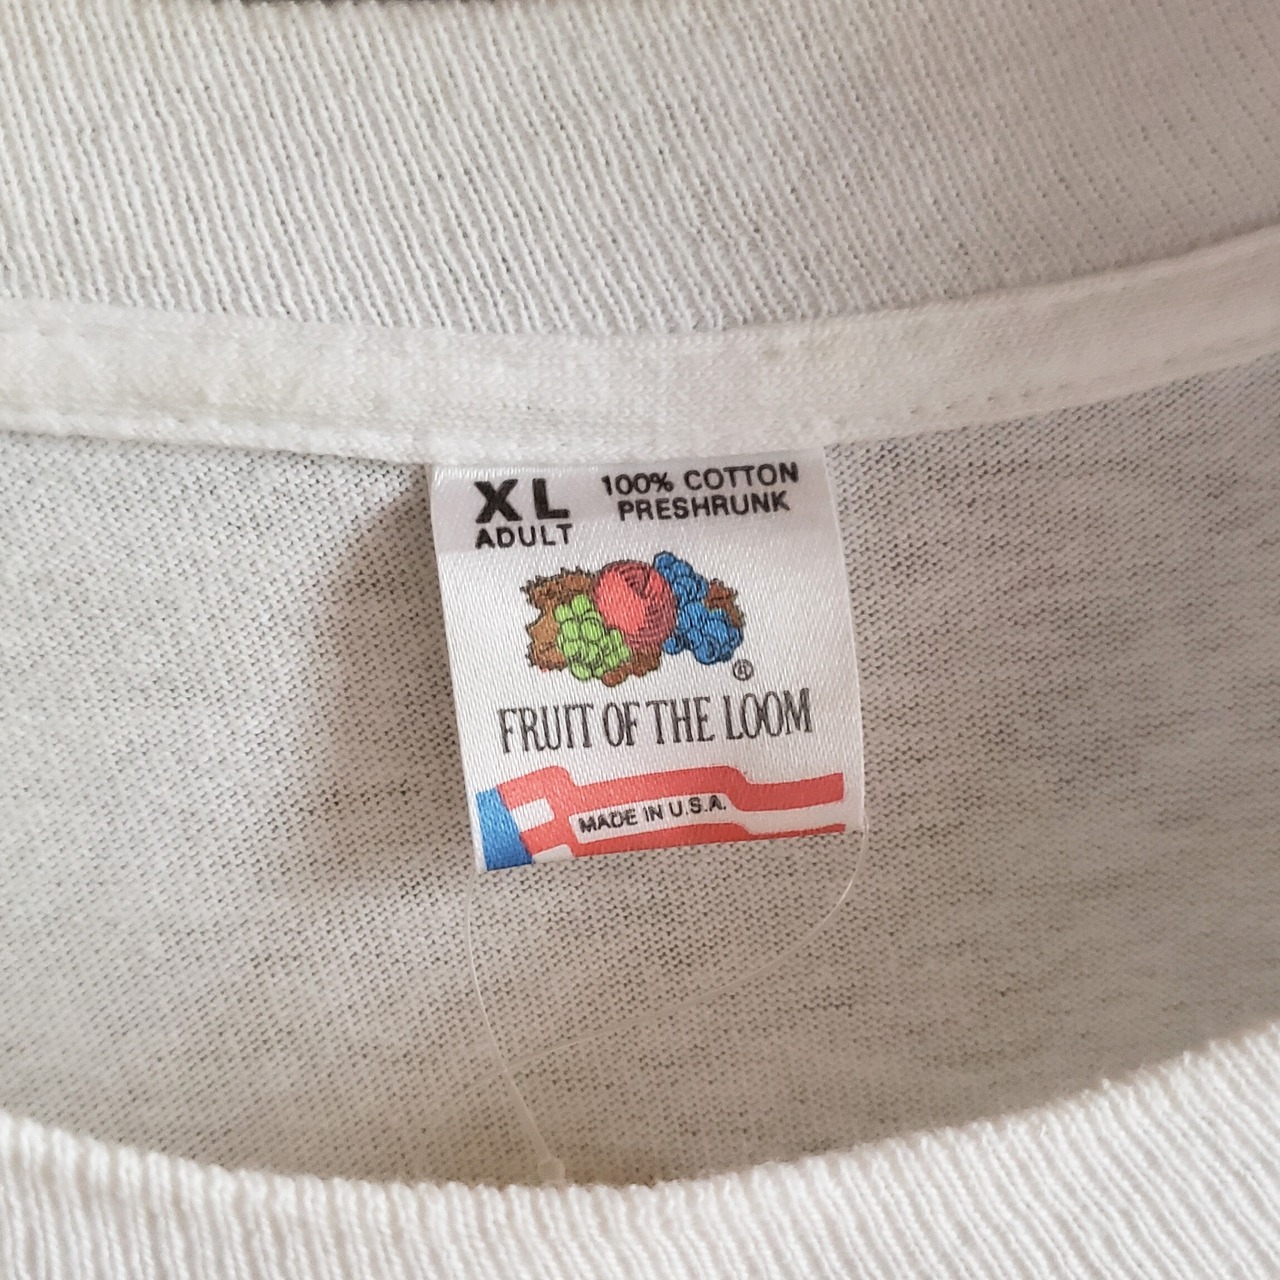 XL
ADULT
100% COTTON
PRESHRUNK
®
FRUIT OF THE LOOM
MADE IN U.S.A.